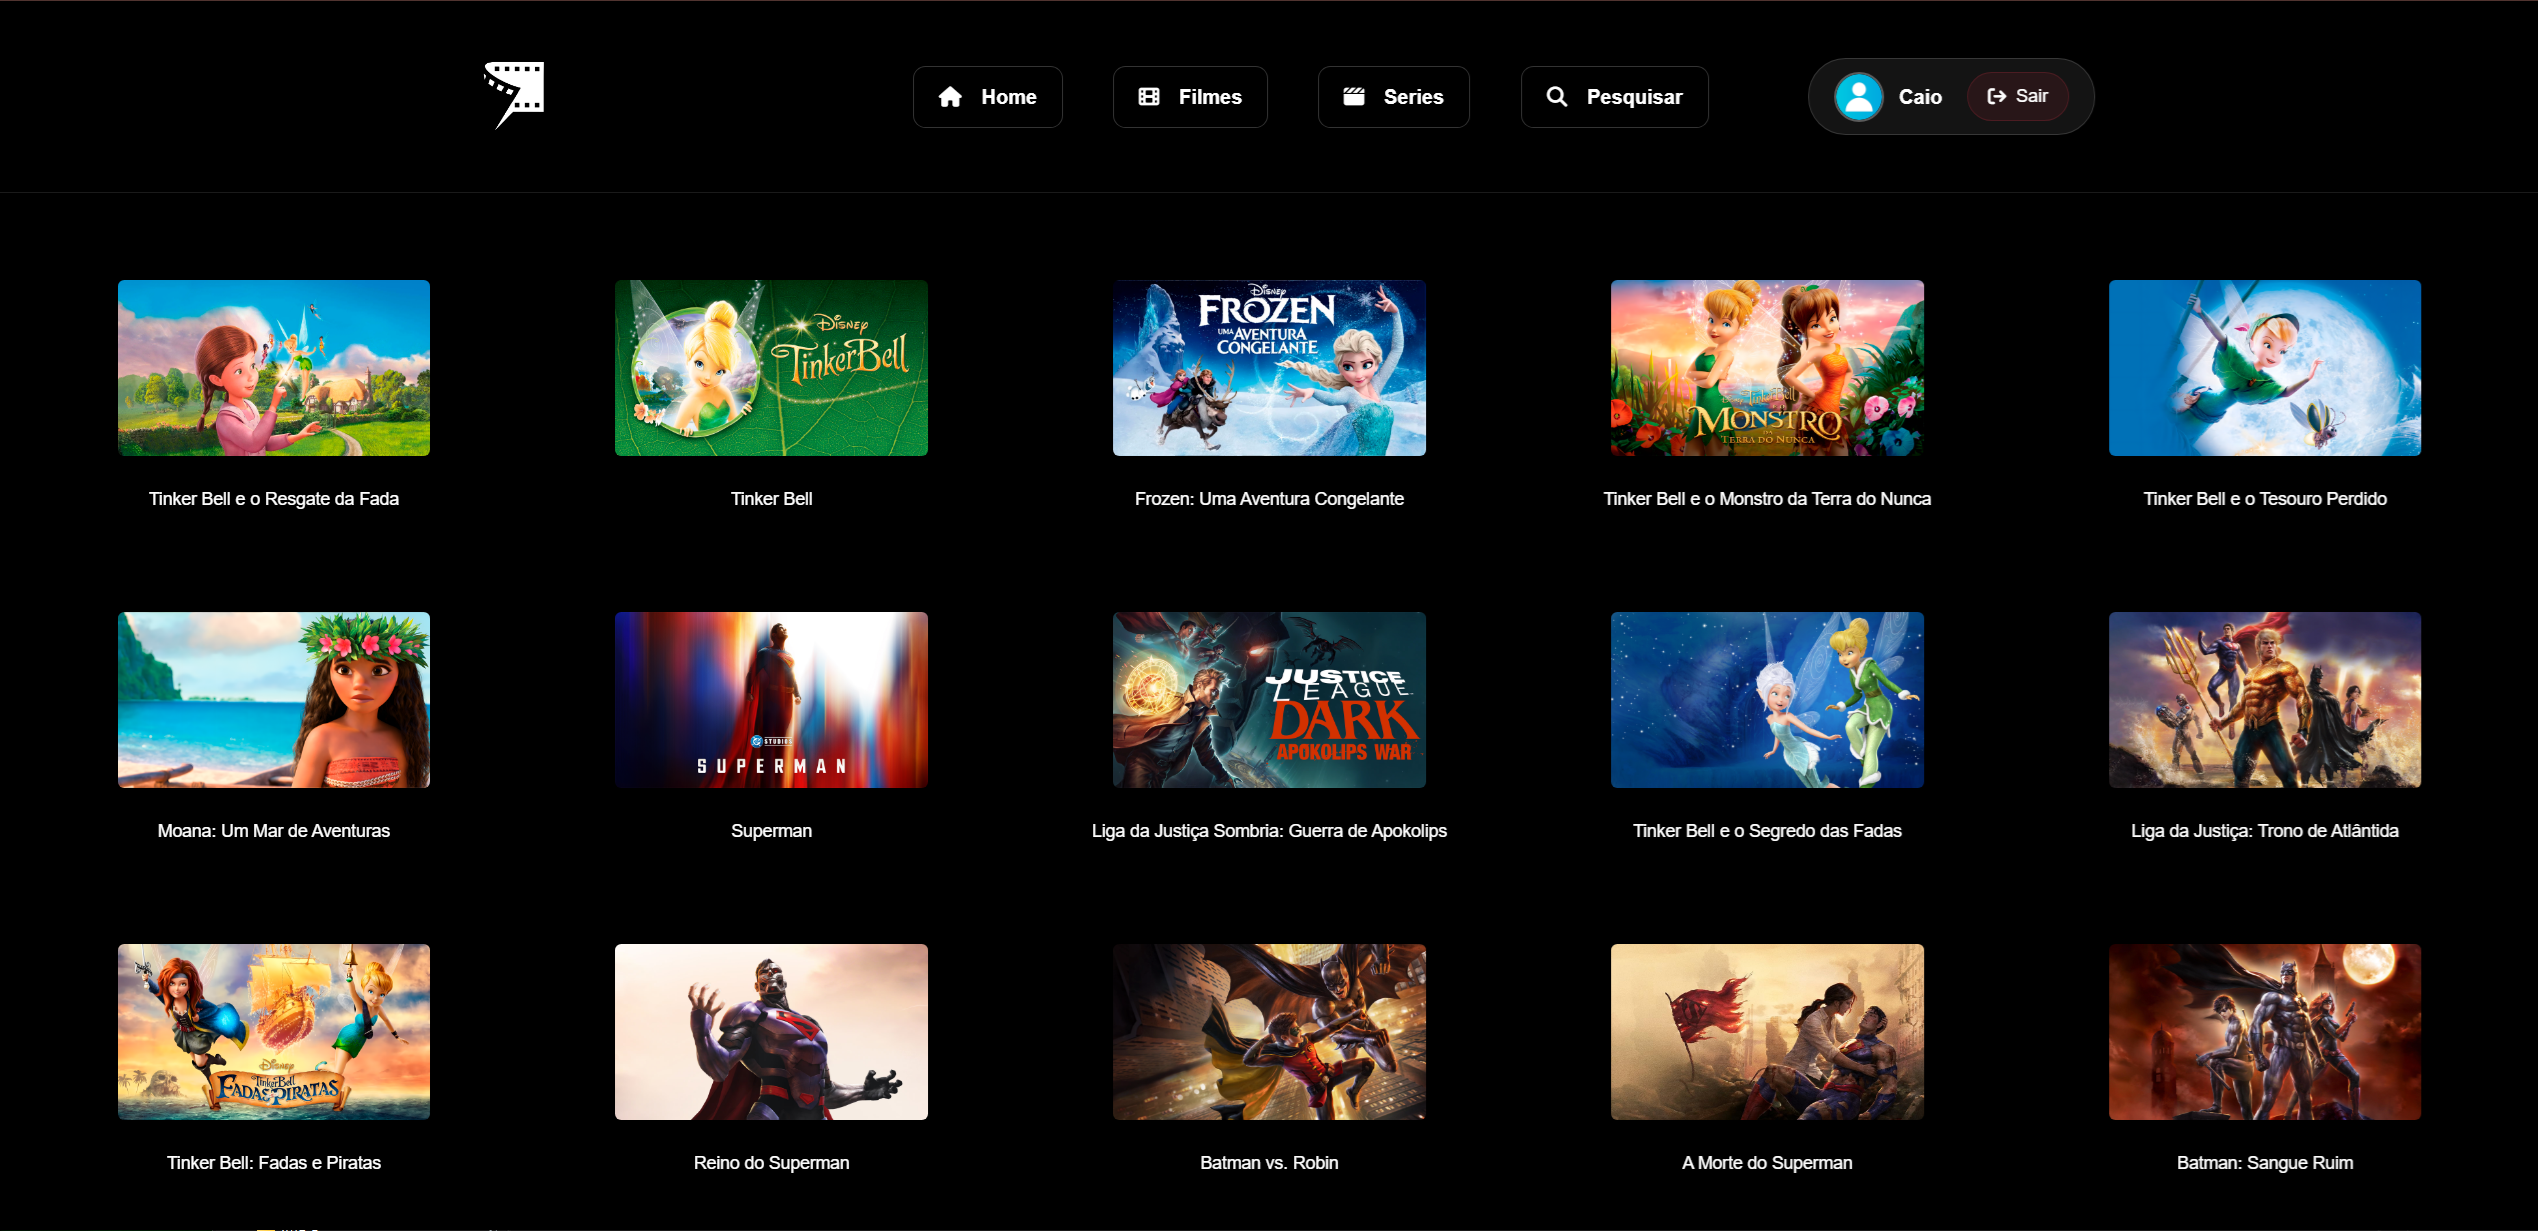 Home
Filmes
Series
Pesquisar
Caio
Sair
DISNEY
TinkerBell
DISNEY
FROZEN
UMA AVENTURA
CONGELANTE
TinkerBell
MONSTRO
DA
TERRA DO NUNCA
Tinker Bell e o Resgate da Fada
Tinker Bell
Frozen: Uma Aventura Congelante
Tinker Bell e o Monstro da Terra do Nunca
Tinker Bell e o Tesouro Perdido
DC STUDIOS
SUPERMAN
JUSTICE
LEAGUE
DARK
APOKOLIPS WAR
Moana: Um Mar de Aventuras
Superman
Liga da Justiça Sombria: Guerra de Apokolips
Tinker Bell e o Segredo das Fadas
Liga da Justiça: Trono de Atlântida
DISNEY
TinkerBell
FADAS E PIRATAS
Tinker Bell: Fadas e Piratas
Reino do Superman
Batman vs. Robin
A Morte do Superman
Batman: Sangue Ruim